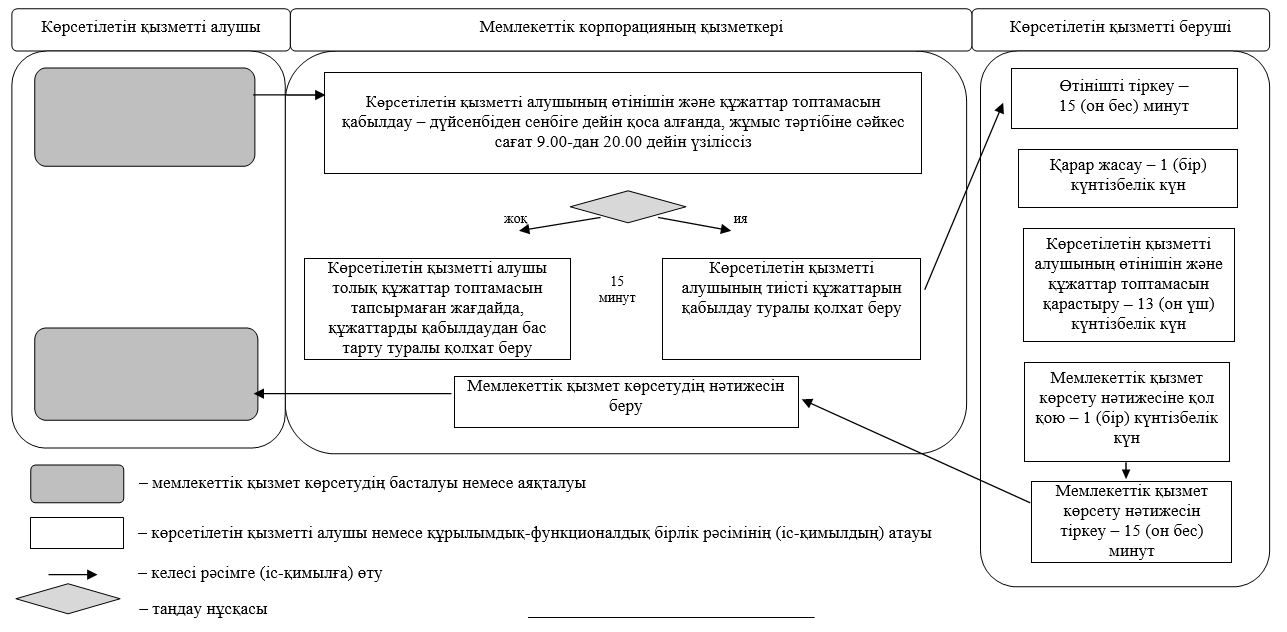 Көрсетілетін қызметті алушы
Мемлекеттік корпорацияның қызметкері
Көрсетілетін қызметті беруші
Көрсетілетін қызметті алушының өтінішін және құжаттар топтамасын
қабылдау – дүйсенбіден сенбіге дейін қоса алғанда, жұмыс тәртібіне сәйкес
сағат 9.00-дан 20.00 дейін үзіліссіз
жоқ
ия
Көрсетілетін қызметті алушы
толық құжаттар топтамасын
тапсырмаған жағдайда,
құжаттарды қабылдаудан бас
тарту туралы қолхат беру
15
минут
Көрсетілетін қызметті
алушының тиісті құжаттарын
қабылдау туралы қолхат беру
Мемлекеттік қызмет көрсетудің нәтижесін
беру
Өтінішті тіркеу –
15 (он бес) минут
Қарар жасау – 1 (бір)
күнтізбелік күн
Көрсетілетін қызметті
алушының өтінішін және
құжаттар топтамасын
қарастыру – 13 (он үш)
күнтізбелік күн
Мемлекеттік қызмет
көрсету нәтижесіне қол
қою – 1 (бір) күнтізбелік
күн
Мемлекеттік қызмет
көрсету нәтижесін
тіркеу – 15 (он бес)
минут
– мемлекеттік қызмет көрсетудің басталуы немесе аяқталуы
– көрсетілетін қызметті алушы немесе құрылымдық-функционалдық бірлік рәсімінің (іс-қимылдың) атауы
– келесі рәсімге (іс-қимылға) өту
– таңдау нұсқасы